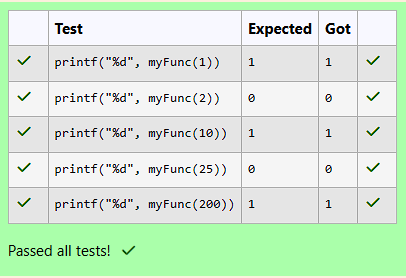 Test Expected Got
printf("%d", myFunc(1)) 1 1
printf("%d", myFunc(2)) 0 0
printf("%d", myFunc(10)) 1 1
printf("%d", myFunc(25)) 0 0
printf("%d", myFunc(200)) 1 1
Passed all tests!